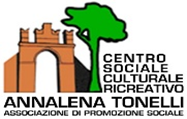 CENTRO
SOCIALE
CULTURALE
RICREATIVO
ANNALENA TONELLI
ASSOCIAZIONE DI PROMOZIONE SOCIALE